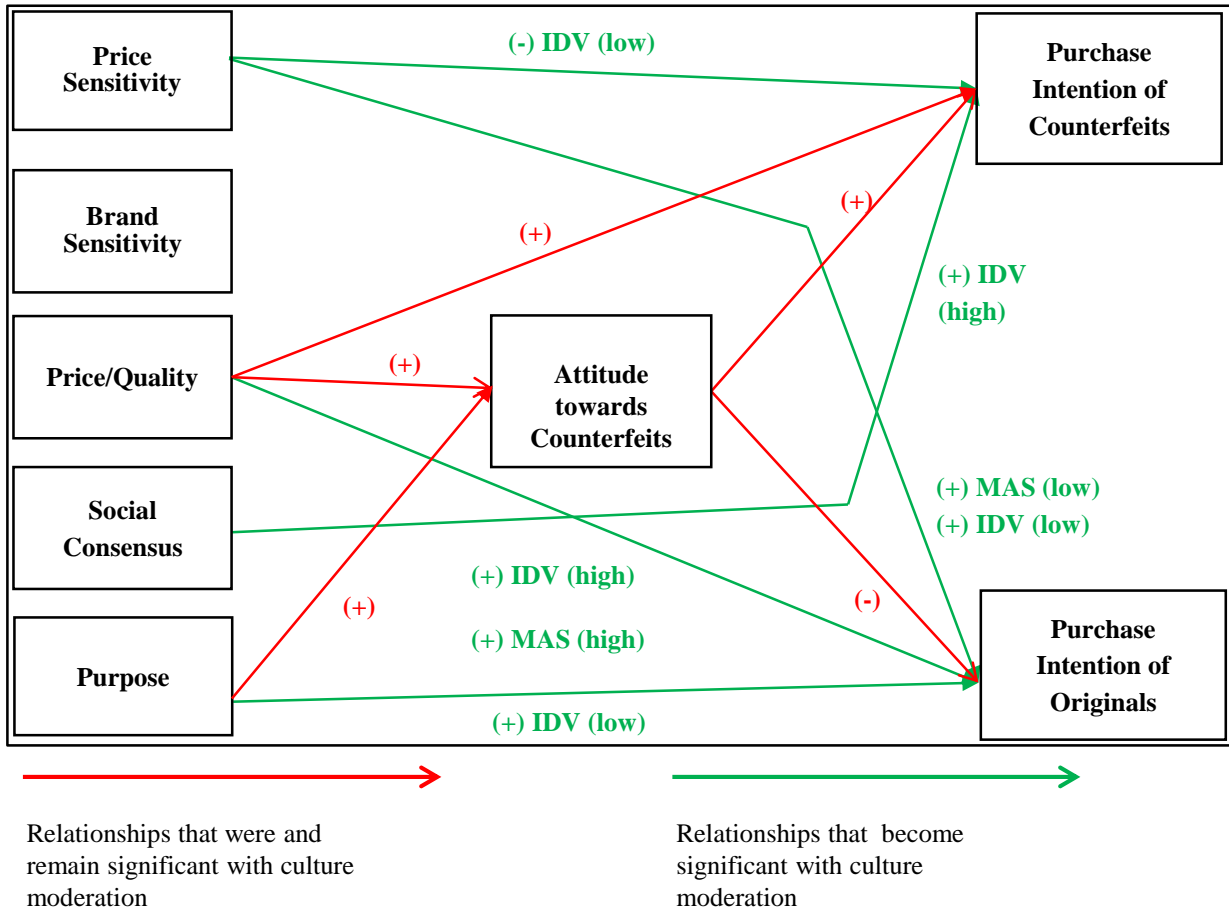 Price
Sensitivity
(-) IDV (low)
Purchase
Intention of
Counterfeits
Brand
Sensitivity
(+)
(+)
(+) IDV
(high)
Price/Quality
(+)
Attitude
towards
Counterfeits
Social
Consensus
(+) MAS (low)
(+) IDV (low)
(+) IDV (high)
(+) MAS (high)
(+)
(-)
Purpose
(+) IDV (low)
Purchase
Intention of
Originals
Relationships that were and
remain significant with culture
moderation
Relationships that become
significant with culture
moderation